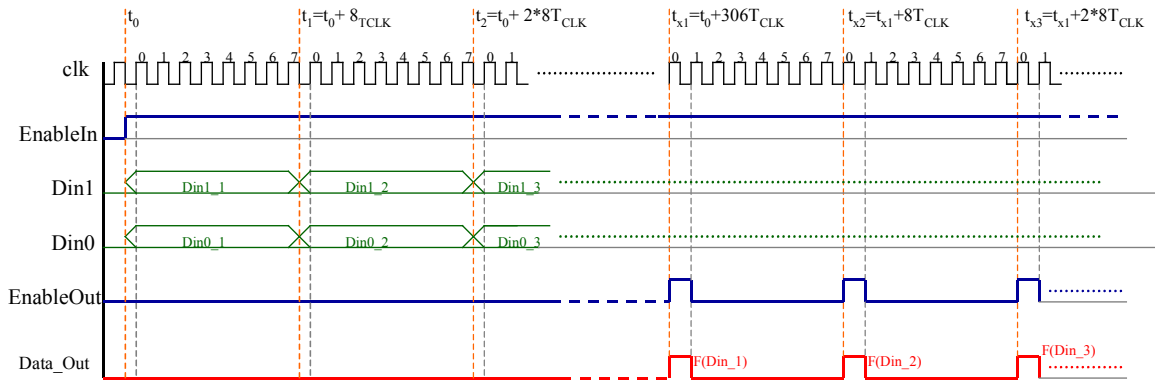 t0 t1=t0+ 8TCLK t2=t0+ 2*8TCLK tx1=t0+306TCLK tx2=tx1+8TCLK tx3=tx1+2*8TCLK
clk 0 1 2 3 4 5 6 7 0 1 2 3 4 5 6 7 0 1 0 1 2 3 4 5 6 7 0 1 2 3 4 5 6 7 0 1
EnableIn
Din1 Din1_1 Din1_2 Din1_3
Din0 Din0_1 Din0_2 Din0_3
EnableOut
Data_Out F(Din_1) F(Din_2) F(Din_3)